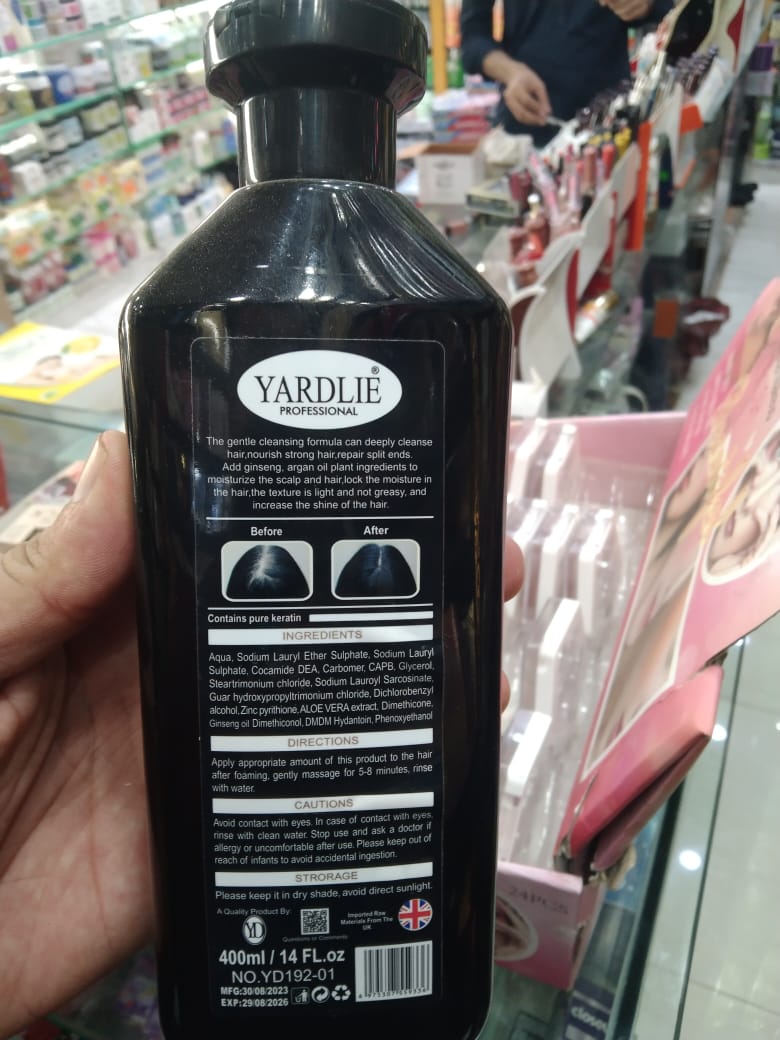 YARDLIE®
PROFESSIONAL
The gentle cleansing formula can deeply cleanse
hair,nourish strong hair,repair split ends.
Add ginseng, argan oil plant ingredients to
moisturize the scalp and hair,lock the moisture in
the hair,the texture is light and not greasy, and
increase the shine of the hair.
Before After
Contains pure keratin
INGREDIENTS
Aqua, Sodium Lauryl Ether Sulphate, Sodium Lauryl
Sulphate, Cocamide DEA, Carbomer, CAPB, Glycerol,
Steartrimonium chloride, Sodium Lauroyl Sarcosinate,
Guar hydroxypropyltrimonium chloride, Dichlorobenzyl
alcohol, Zinc pyrithione, ALOE VERA extract, Dimethicone,
Ginseng oil Dimethiconol, DMDM Hydantoin, Phenoxyethanol
DIRECTIONS
Apply appropriate amount of this product to the hair
after foaming, gently massage for 5-8 minutes, rinse
with water.
CAUTIONS
Avoid contact with eyes. In case of contact with eyes,
rinse with clean water. Stop use and ask a doctor if
allergy or uncomfortable after use. Please keep out of
reach of infants to avoid accidental ingestion.
STRORAGE
Please keep it in dry shade, avoid direct sunlight.
A Quality Product By:
YD
Questions or Comments
Imported Raw
Materials From The
UK
400ml / 14 FL.oz
NO.YD192-01
MFG:30/08/2023
EXP:29/08/2026
24PCS